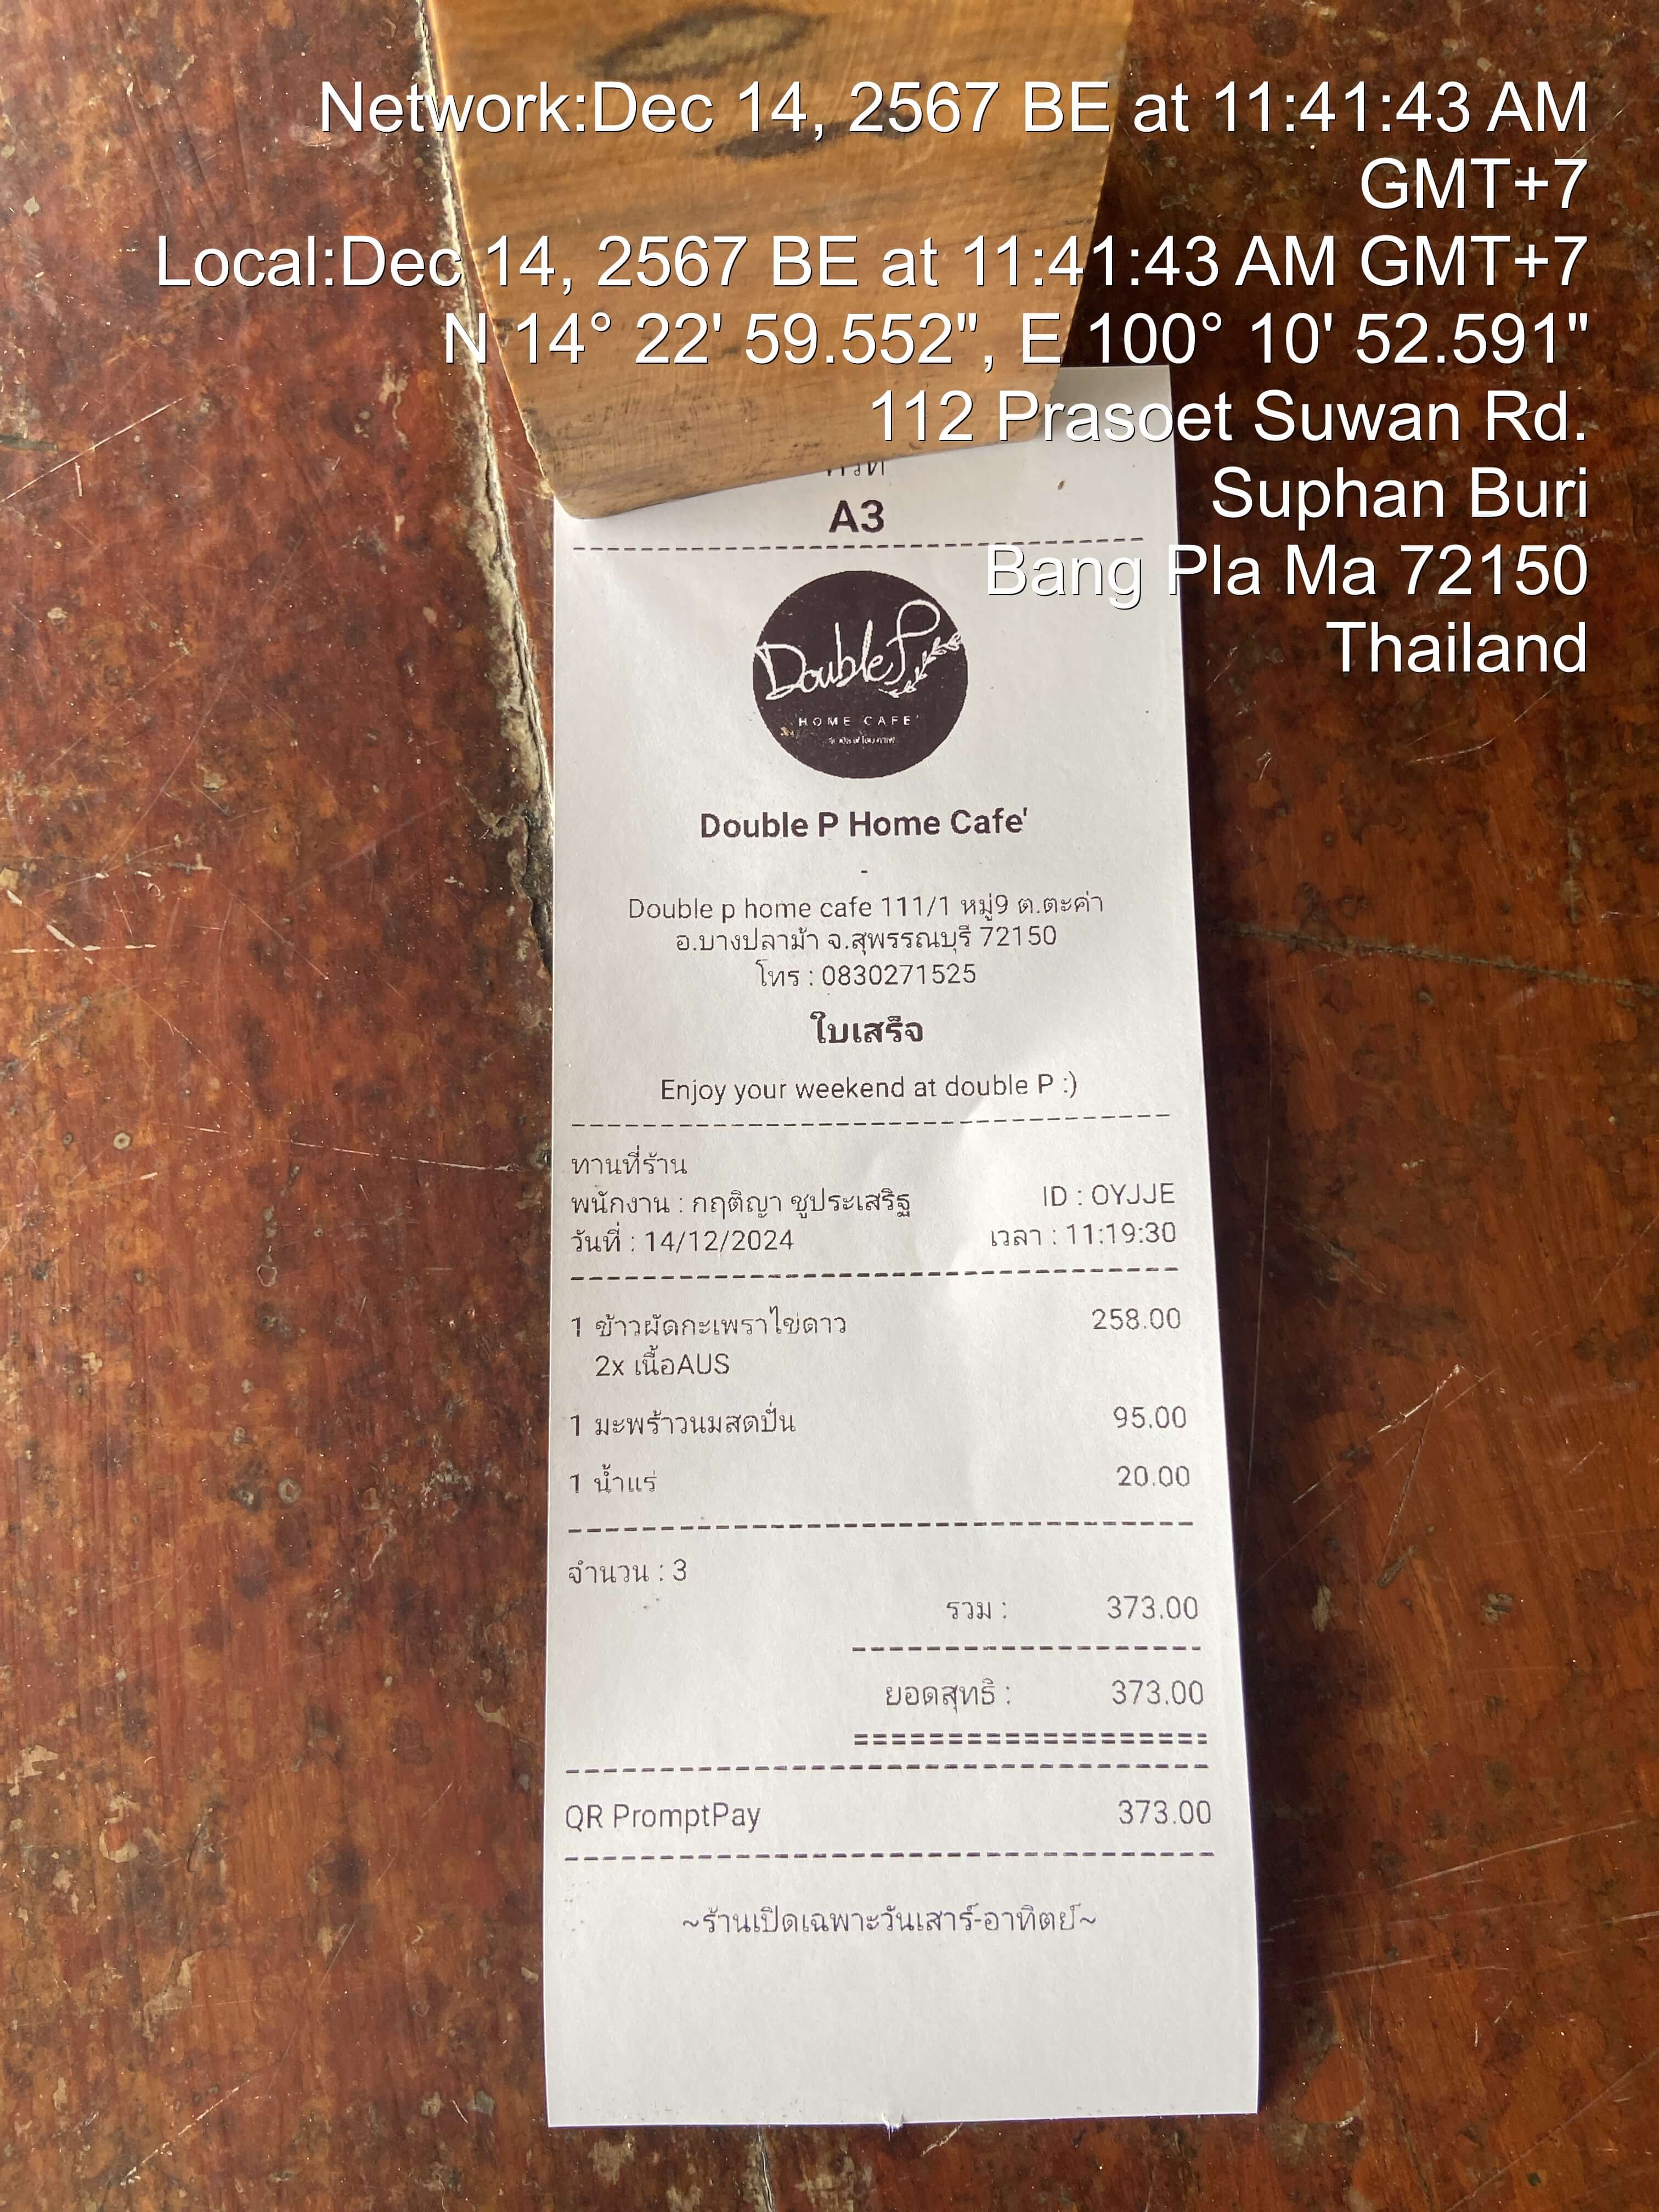 Network:Dec 14, 2567 BE at 11:41:43 AM
GMT+7
Local:Dec 14, 2567 BE at 11:41:43 AM GMT+7
N 14° 22' 59.552", E 100° 10' 52.591"
112 Prasoet Suwan Rd.
Suphan Buri
Bang Pla Ma 72150
Thailand
A3
Double P
HOME CAFE'
Double P Home Cafe'
-
Double p home cafe 111/1 หมู่9 ต.ตะค่า
อ.บางปลาม้า จ.สุพรรณบุรี 72150
โทร : 0830271525
ใบเสร็จ
Enjoy your weekend at double P :)
ทานที่ร้าน
พนักงาน : กฤติญา ชูประเสริฐ ID : OYJJE
วันที่ : 14/12/2024 เวลา : 11:19:30
1 ข้าวผัดกะเพราไข่ดาว 258.00
2x เนื้อAUS
1 มะพร้าวนมสดปั่น 95.00
1 น้ำแร่ 20.00
จำนวน : 3
รวม : 373.00
ยอดสุทธิ : 373.00
QR PromptPay 373.00
~ร้านเปิดเฉพาะวันเสาร์-อาทิตย์~